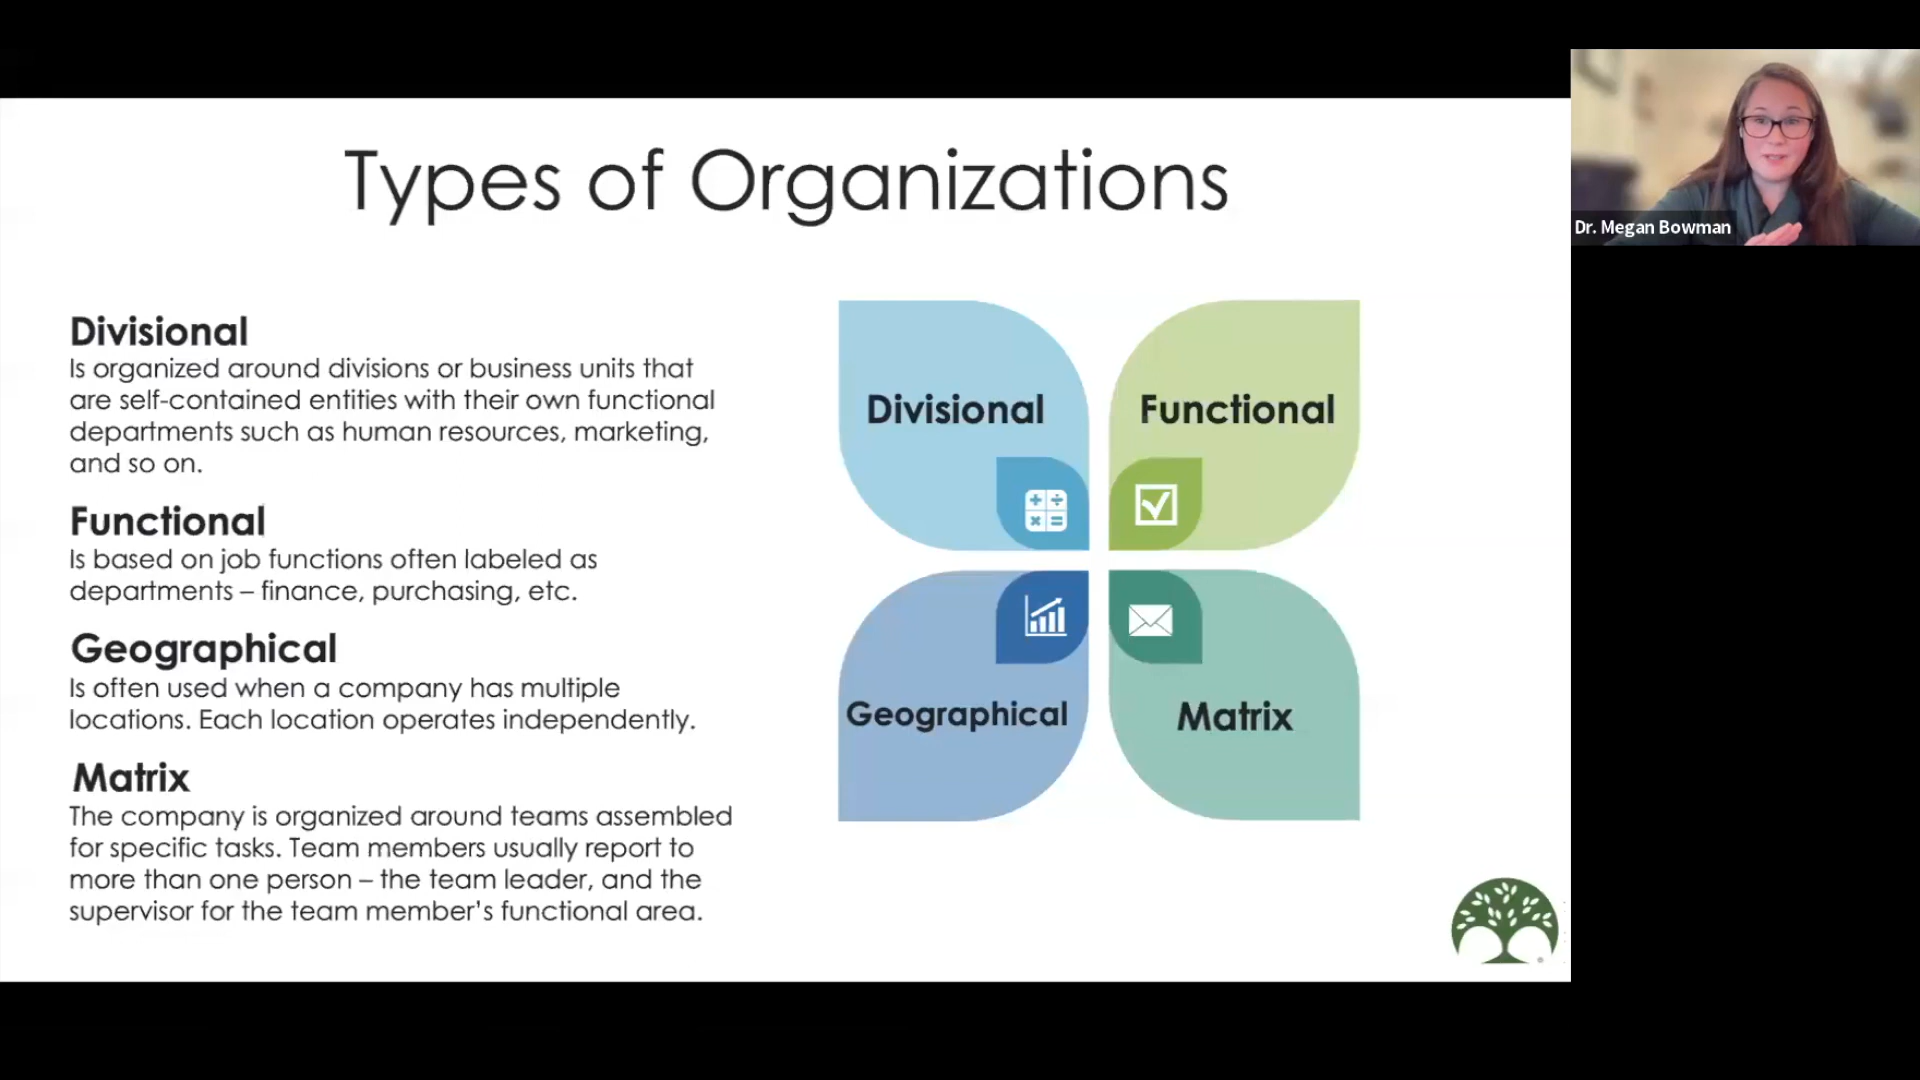 Types of Organizations
Dr. Megan Bowman
Divisional
Is organized around divisions or business units that
are self-contained entities with their own functional
departments such as human resources, marketing,
and so on.
Functional
Is based on job functions often labeled as
departments – finance, purchasing, etc.
Geographical
Is often used when a company has multiple
locations. Each location operates independently.
Matrix
The company is organized around teams assembled
for specific tasks. Team members usually report to
more than one person – the team leader, and the
supervisor for the team member’s functional area.
Divisional
Functional
Geographical
Matrix